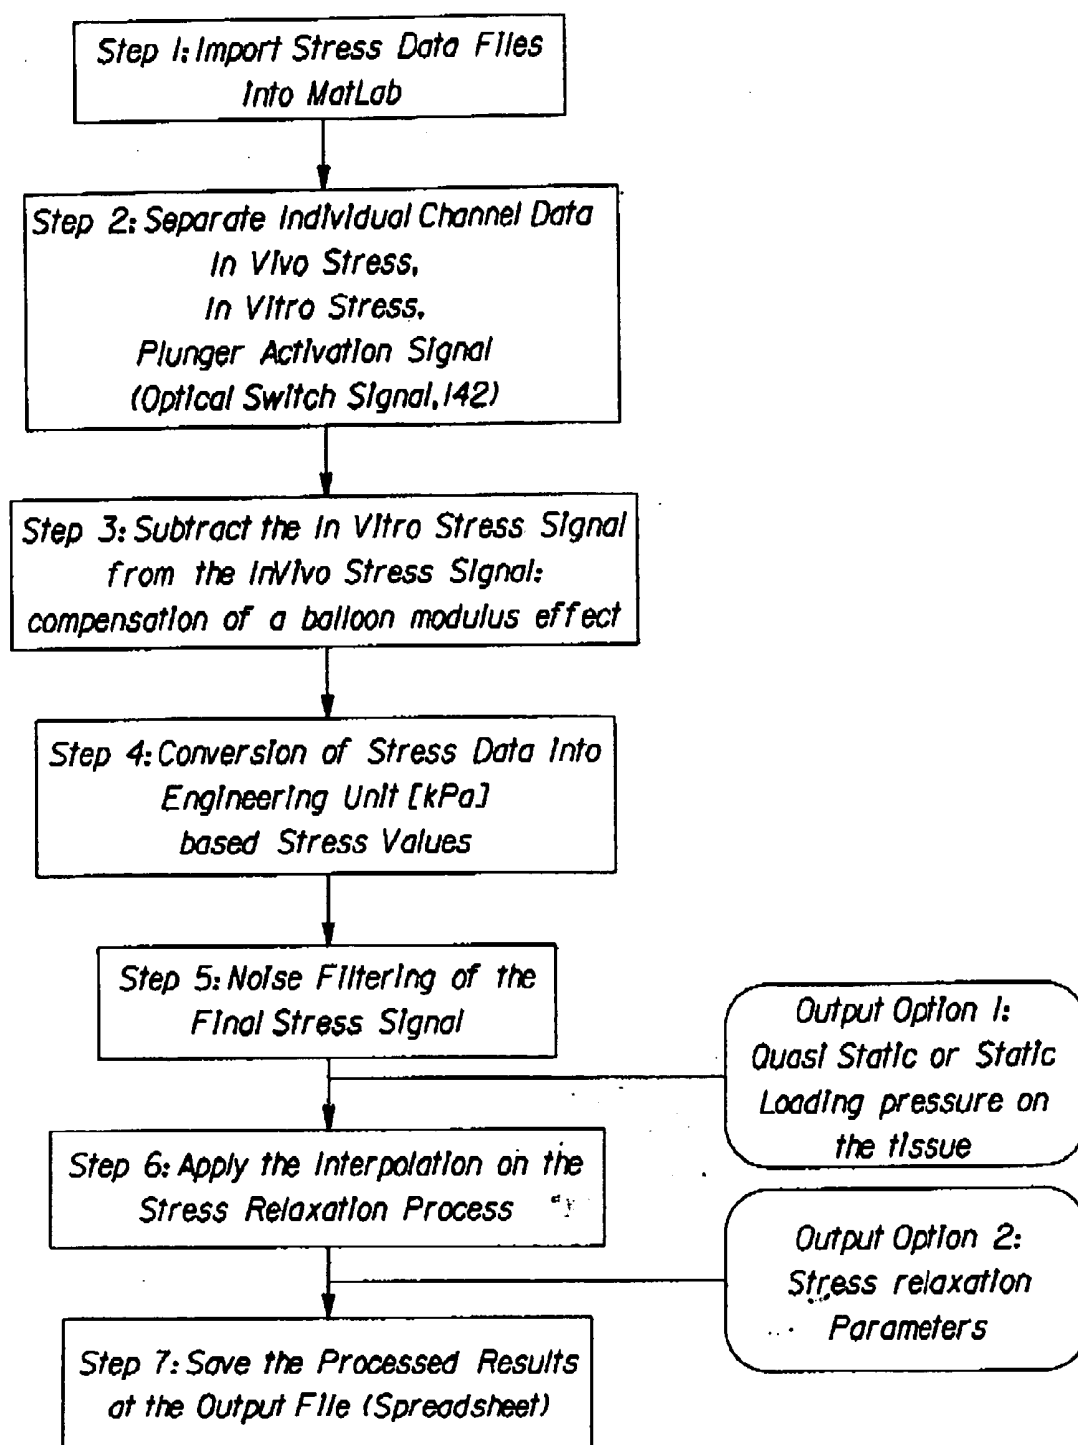 Step 1: Import Stress Data Files
Into MatLab
Step 2: Separate Individual Channel Data
In Vivo Stress,
In Vitro Stress,
Plunger Activation Signal
(Optical Switch Signal, 142)
Step 3: Subtract the In Vitro Stress Signal
from the InVivo Stress Signal:
compensation of a balloon modulus effect
Step 4: Conversion of Stress Data Into
Engineering Unit [kPa]
based Stress Values
Step 5: Noise Filtering of the
Final Stress Signal
Output Option 1:
Quasi Static or Static
Loading pressure on
the tissue
Step 6: Apply the Interpolation on the
Stress Relaxation Process
Output Option 2:
Stress relaxation
Parameters
Step 7: Save the Processed Results
at the Output File (Spreadsheet)